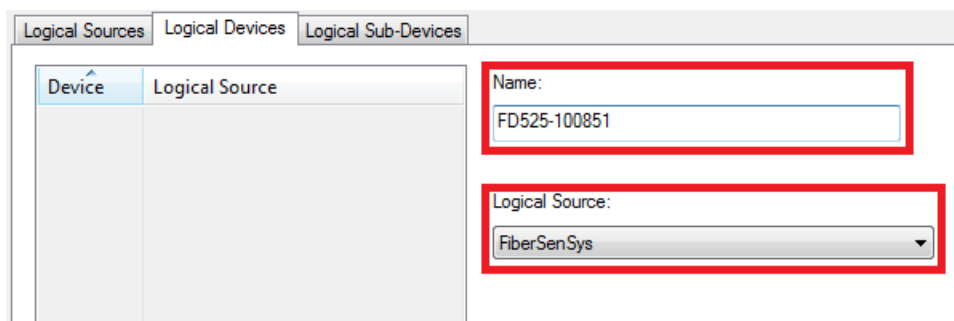 Logical Sources Logical Devices Logical Sub-Devices
Device Logical Source
Name:
FD525-100851
Logical Source:
FiberSenSys